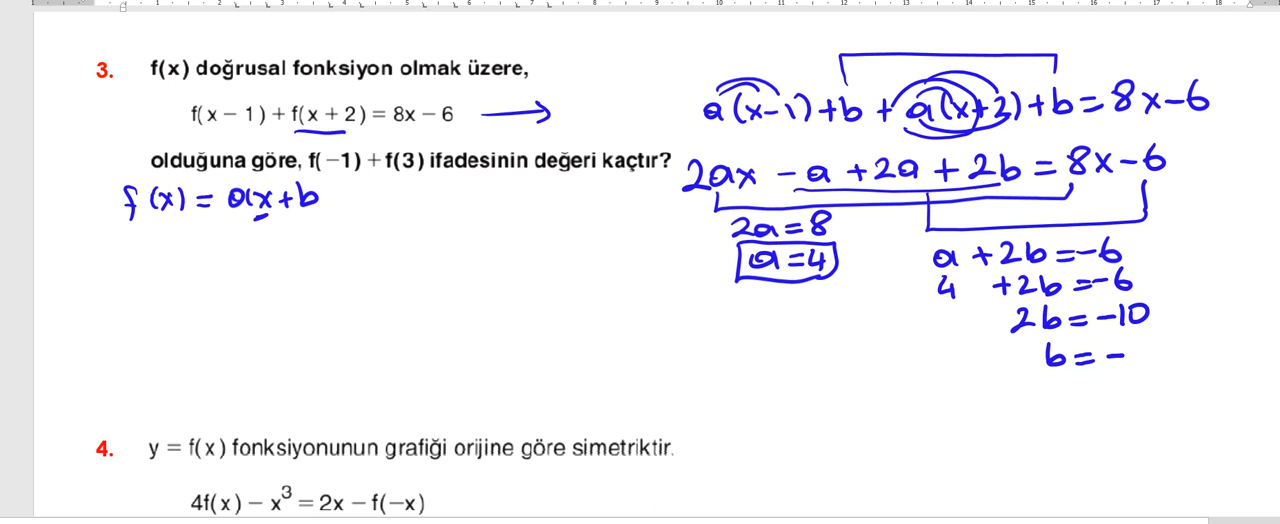 3. f(x) doğrusal fonksiyon olmak üzere,
f(x − 1) + f(x + 2) = 8x − 6
olduğuna göre, f(−1) + f(3) ifadesinin değeri kaçtır?
f(x) = ax+b
a(x-1)+b + a(x+2)+b=8x-6
2ax - a +2a + 2b = 8x-6
2a=8
a=4
a +2b=-6
4 +2b=-6
2b=-10
b=-
4. y = f(x) fonksiyonunun grafiği orijine göre simetriktir.
4f(x) − x³ = 2x − f(−x)